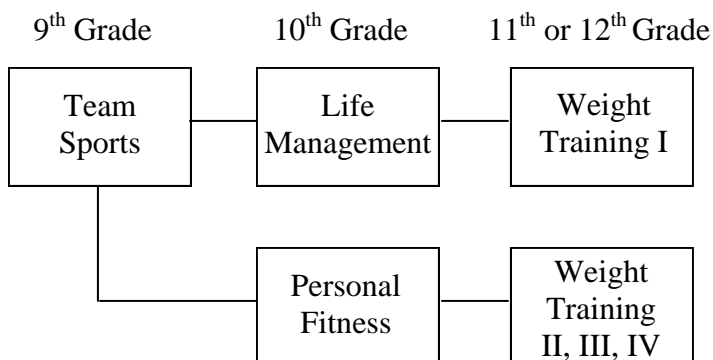 9th Grade
10th Grade
11th or 12th Grade
Team
Sports
Life
Management
Weight
Training I
Personal
Fitness
Weight
Training
II, III, IV